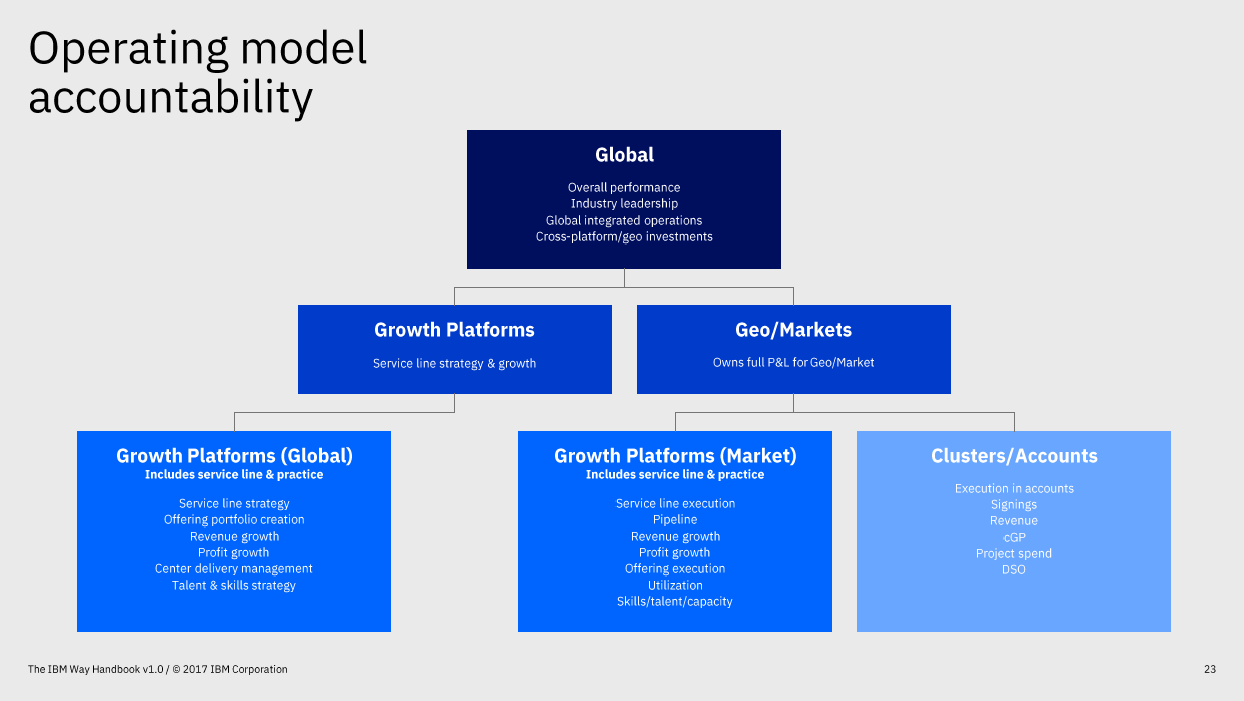 Operating model
accountability
Global
Overall performance
Industry leadership
Global integrated operations
Cross-platform/geo investments
Growth Platforms
Service line strategy & growth
Geo/Markets
Owns full P&L for Geo/Market
Growth Platforms (Global)
Includes service line & practice
Service line strategy
Offering portfolio creation
Revenue growth
Profit growth
Center delivery management
Talent & skills strategy
Growth Platforms (Market)
Includes service line & practice
Service line execution
Pipeline
Revenue growth
Profit growth
Offering execution
Utilization
Skills/talent/capacity
Clusters/Accounts
Execution in accounts
Signings
Revenue
cGP
Project spend
DSO
The IBM Way Handbook v1.0 / © 2017 IBM Corporation
23